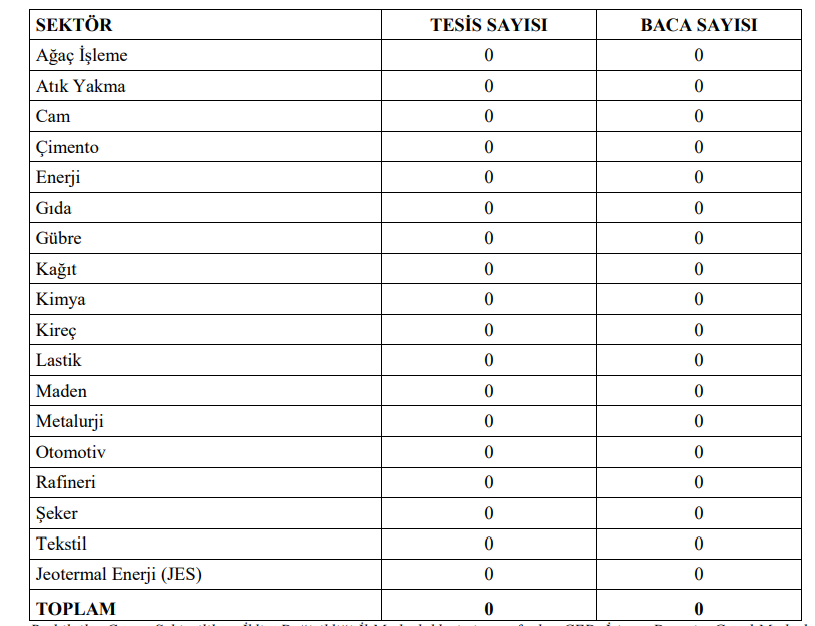 SEKTÖR TESİS SAYISI BACA SAYISI
Ağaç İşleme 0 0
Atık Yakma 0 0
Cam 0 0
Çimento 0 0
Enerji 0 0
Gıda 0 0
Gübre 0 0
Kağıt 0 0
Kimya 0 0
Kireç 0 0
Lastik 0 0
Maden 0 0
Metalurji 0 0
Otomotiv 0 0
Rafineri 0 0
Şeker 0 0
Tekstil 0 0
Jeotermal Enerji (JES) 0 0
TOPLAM 0 0